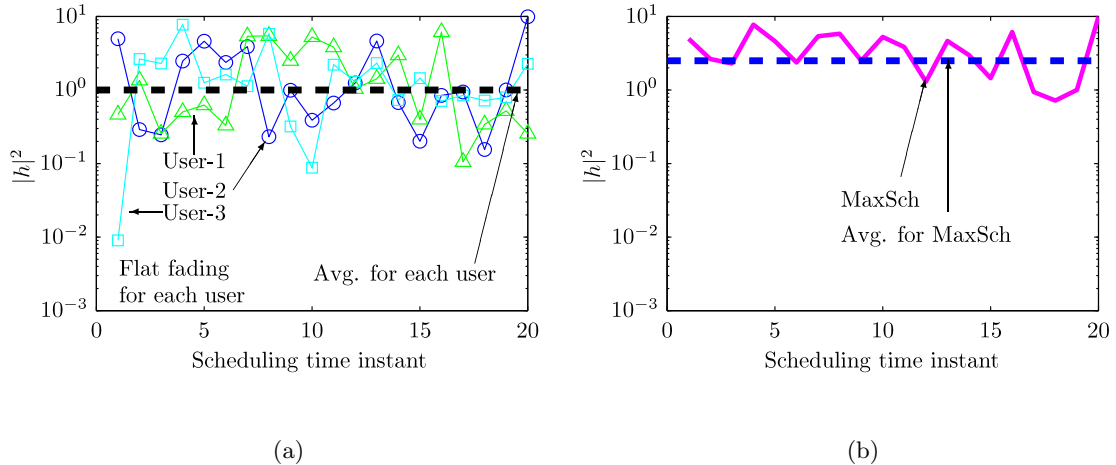 10^1
10^0
10^{-1}
10^{-2}
10^{-3}
|h|^2
User-1
User-2
User-3
Flat fading
for each user
Avg. for each user
0 5 10 15 20
Scheduling time instant
(a)
10^1
10^0
10^{-1}
10^{-2}
10^{-3}
|h|^2
MaxSch
Avg. for MaxSch
0 5 10 15 20
Scheduling time instant
(b)